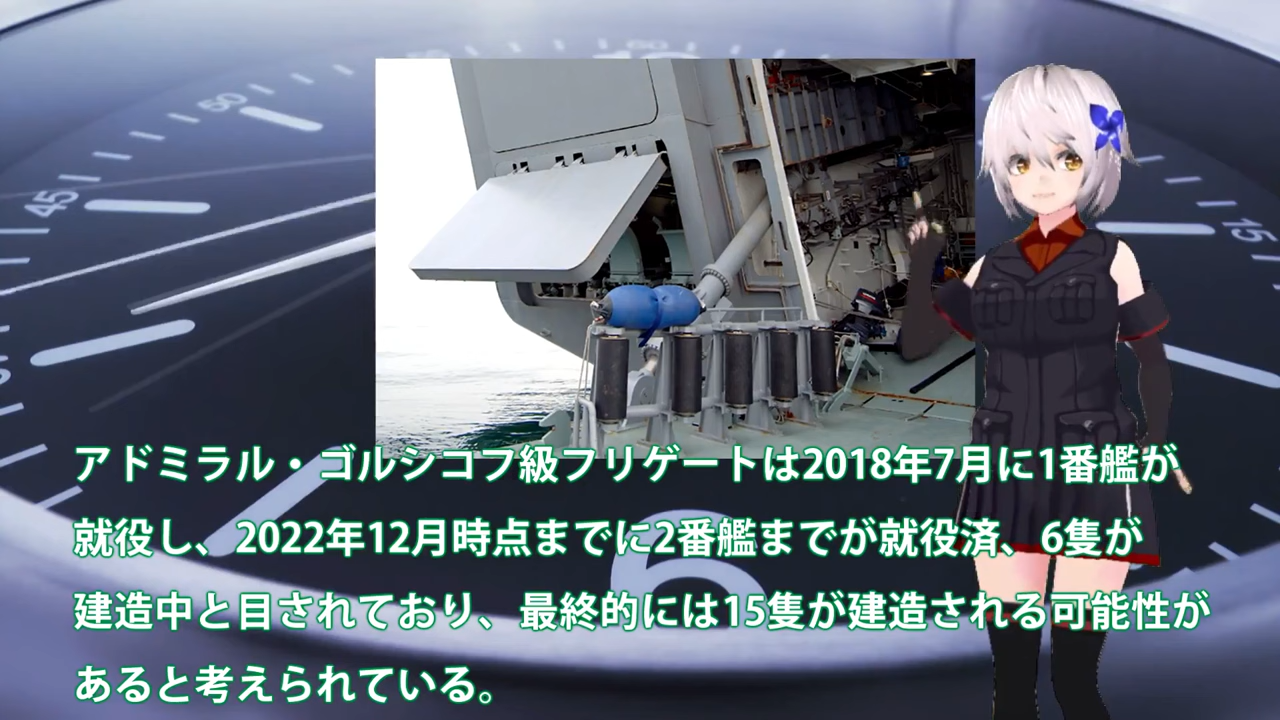 50
60
45
15
アドミラル・ゴルシコフ級フリゲートは2018年7月に1番艦が
就役し、2022年12月時点までに2番艦までが就役済、6隻が
建造中と目されており、最終的には15隻が建造される可能性が
あると考えられている。
6